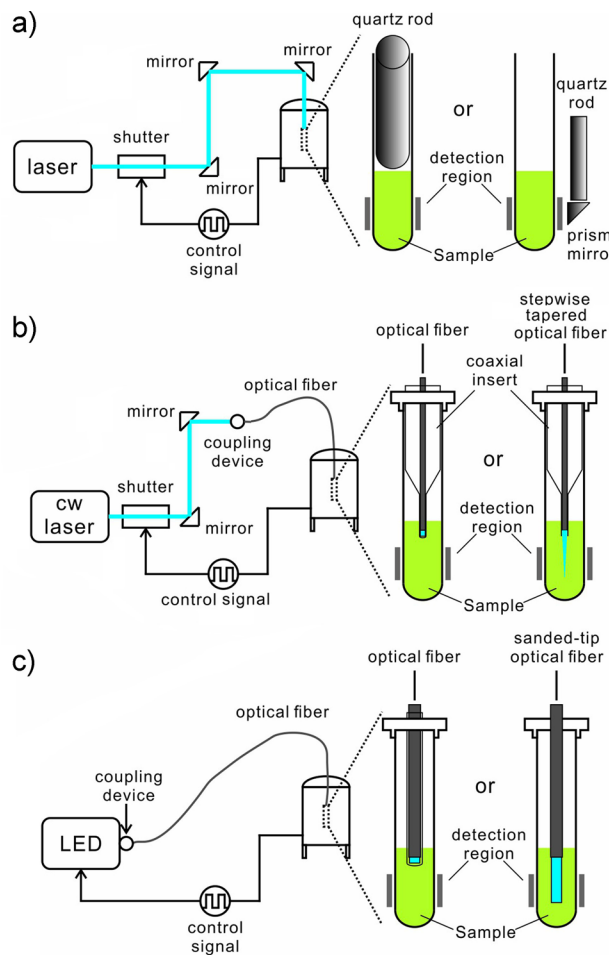 a)
mirror
mirror
quartz rod
shutter
laser
mirror
control
signal
or
quartz
rod
detection
region
Sample
prism
mirror
b)
optical fiber
stepwise
tapered
optical fiber
optical fiber
mirror
coupling
device
coaxial
insert
shutter
cw
laser
mirror
control signal
or
detection
region
Sample
c)
optical fiber
sanded-tip
optical fiber
optical fiber
coupling
device
LED
control
signal
or
detection
region
Sample